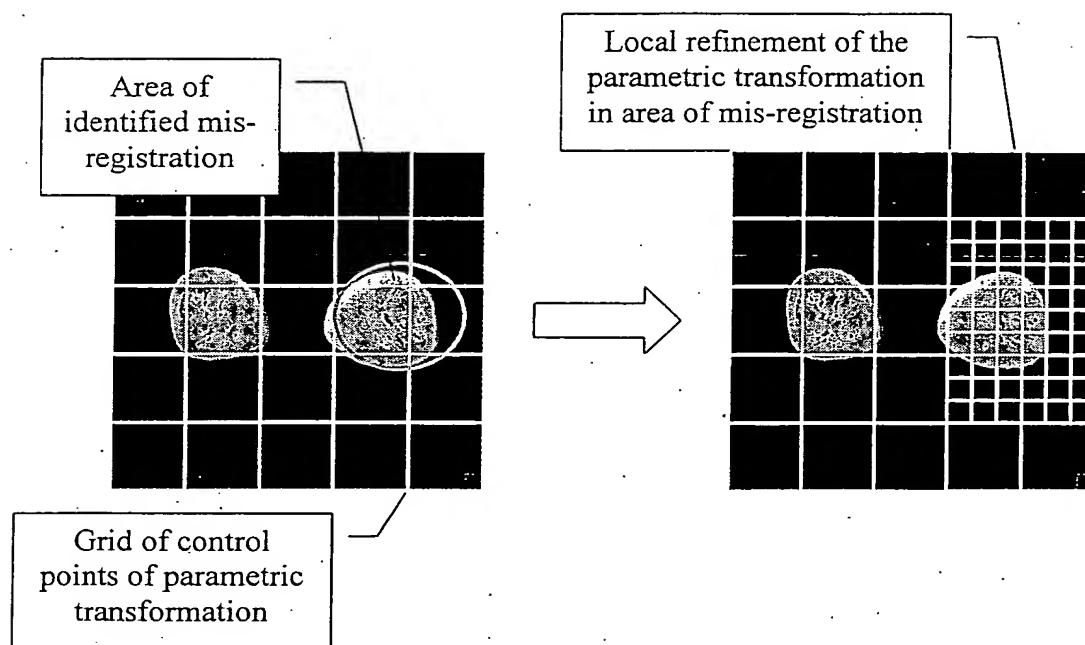 Area of
identified mis-
registration
Local refinement of the
parametric transformation
in area of mis-registration
Grid of control
points of parametric
transformation